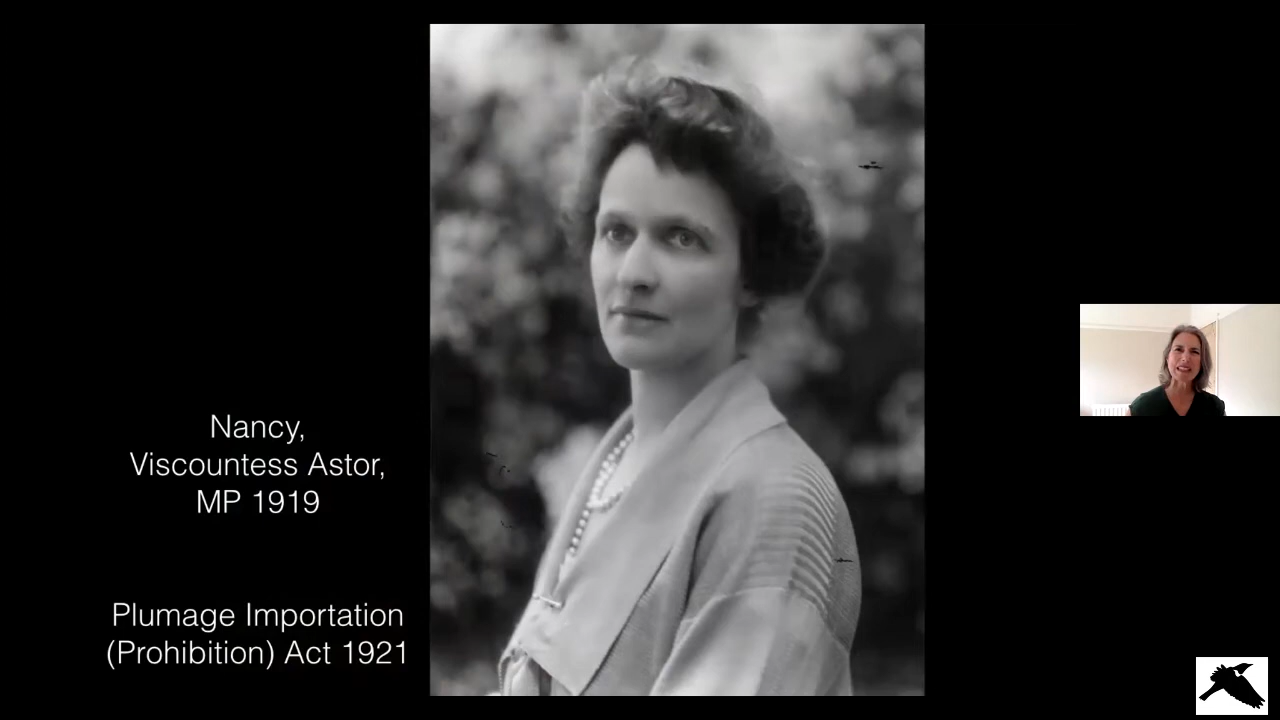 Nancy,
Viscountess Astor,
MP 1919
Plumage Importation
(Prohibition) Act 1921